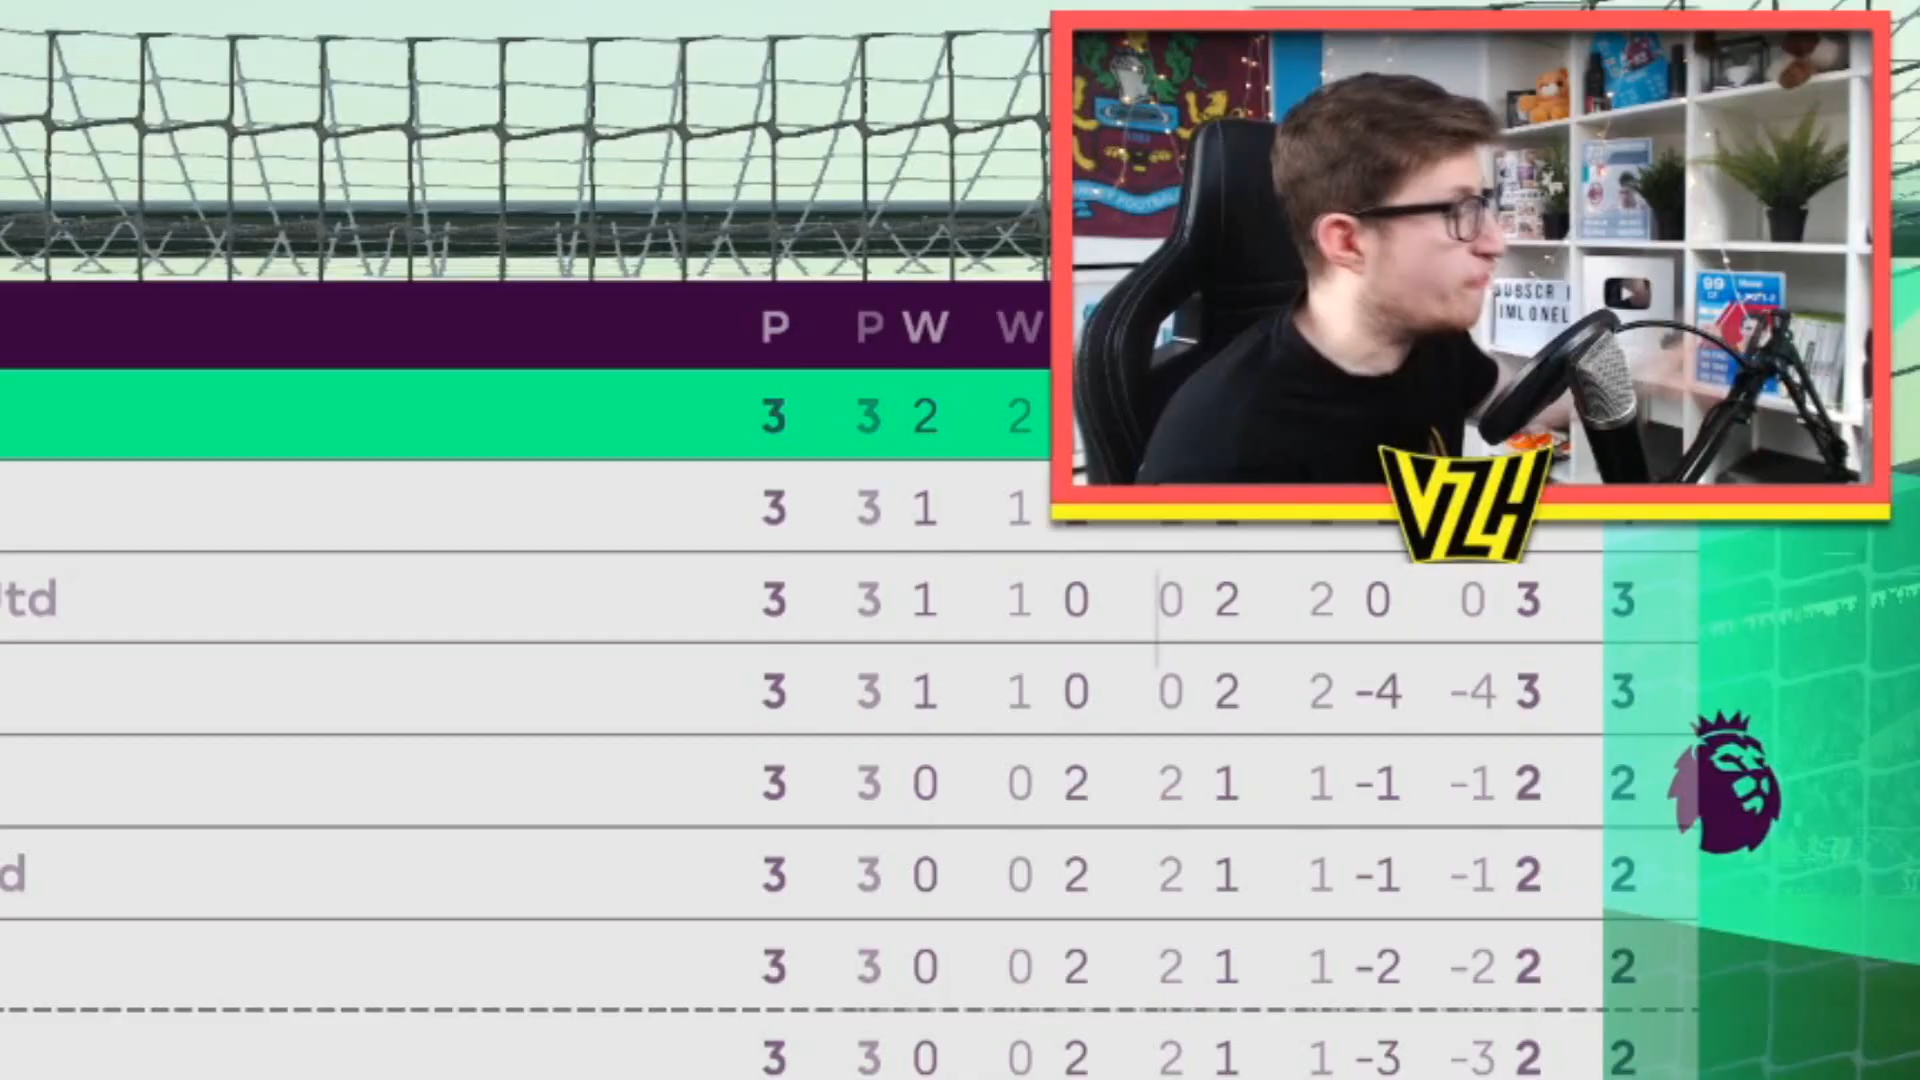 P P W W
3 3 2 2
3 3 1 1
td 3 3 1 1 0 0 2 2 0 0 3 3
3 3 1 1 0 0 2 2 -4 -4 3 3
3 3 0 0 2 2 1 1 -1 -1 2 2
d 3 3 0 0 2 2 1 1 -1 -1 2 2
3 3 0 0 2 2 1 1 -2 -2 2 2
3 3 0 0 2 2 1 1 -3 -3 2 2
SUBSCRI
IMLONEL
99
VZH